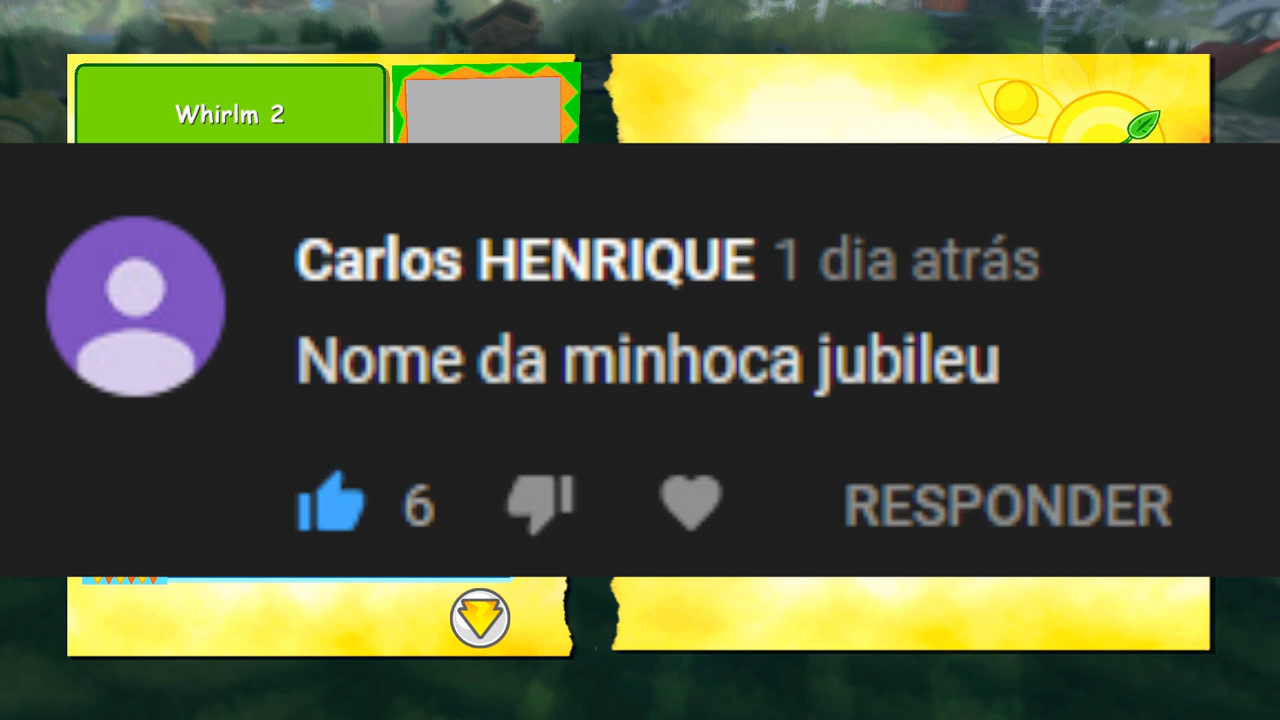 Whirlm 2
Carlos HENRIQUE 1 dia atrás
Nome da minhoca jubileu
6 RESPONDER